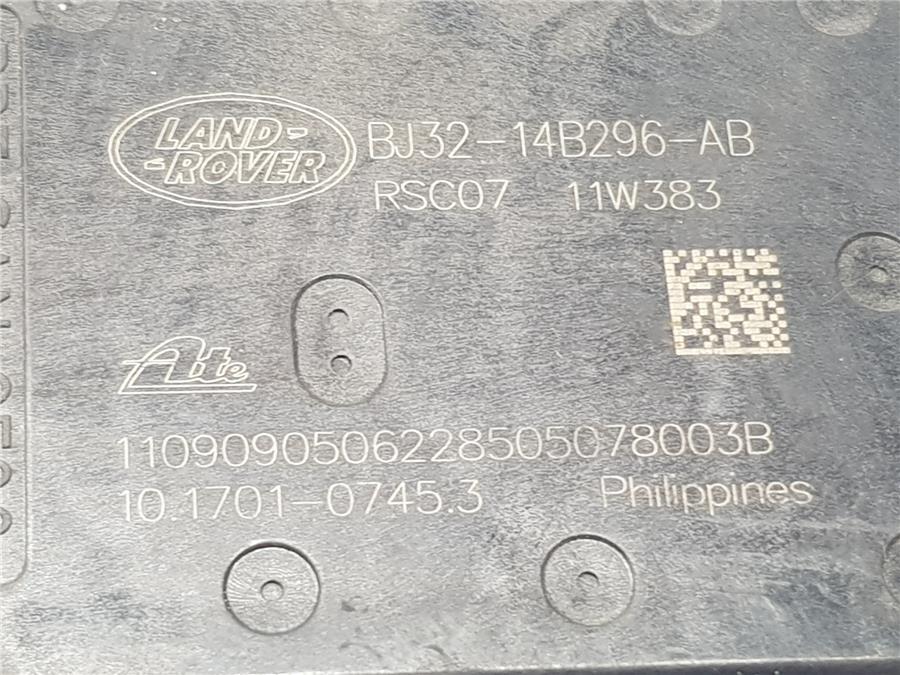 LAND-
-ROVER
BJ32-14B296-AB
RSC07 11W383
Ate
1109090506228505078003B
10.1701-0745.3 Philippines